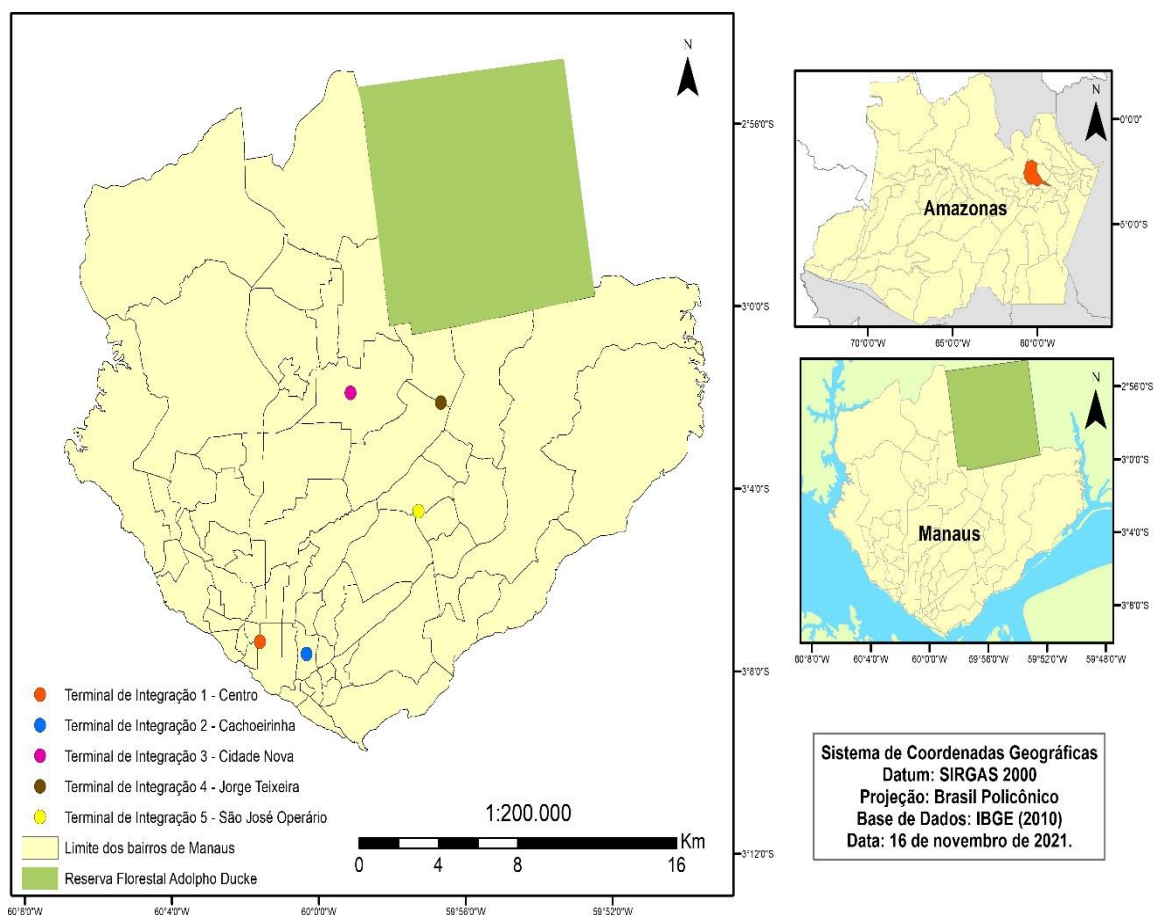 N
2°56'0"S
3°0'0"S
3°4'0"S
3°8'0"S
3°12'0"S
Terminal de Integração 1 - Centro
Terminal de Integração 2 - Cachoeirinha
Terminal de Integração 3 - Cidade Nova
Terminal de Integração 4 - Jorge Teixeira
Terminal de Integração 5 - São José Operário
Limite dos bairros de Manaus
Reserva Florestal Adolpho Ducke
1:200.000
Km
0 4 8 16
60°8'0"W 60°4'0"W 60°0'0"W 59°56'0"W 59°52'0"W
N
0°0'0"
Amazonas
5°0'0"S
70°0'0"W 65°0'0"W 60°0'0"W
N
2°56'0"S
3°0'0"S
Manaus
3°4'0"S
3°8'0"S
60°8'0"W 60°4'0"W 60°0'0"W 59°56'0"W 59°52'0"W 59°48'0"W
Sistema de Coordenadas Geográficas
Datum: SIRGAS 2000
Projeção: Brasil Policônico
Base de Dados: IBGE (2010)
Data: 16 de novembro de 2021.